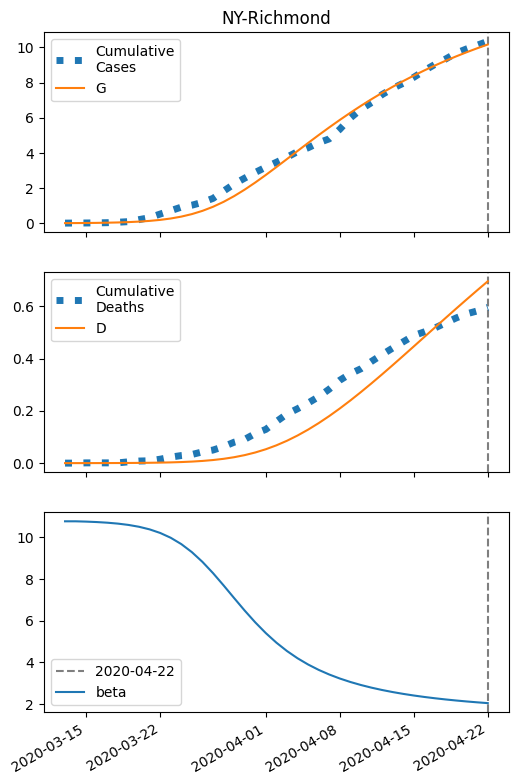 NY-Richmond
10
8
6
4
2
0
Cumulative
Cases
G
0.6
0.4
0.2
0.0
Cumulative
Deaths
D
10
8
6
4
2
2020-04-22
beta
2020-03-15
2020-03-22
2020-04-01
2020-04-08
2020-04-15
2020-04-22